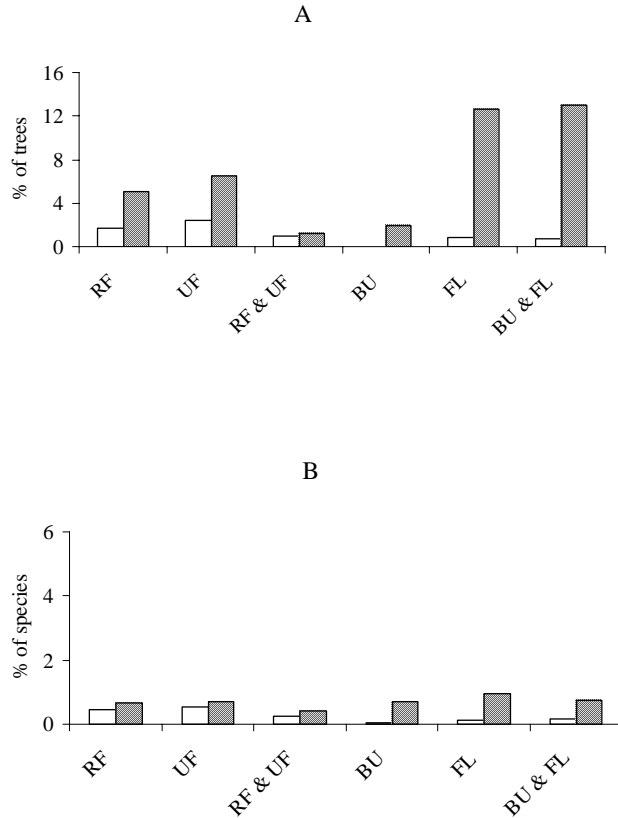 A
% of trees
16
12
8
4
0
RF
UF
RF & UF
BU
FL
BU & FL
B
% of species
6
4
2
0
RF
UF
RF & UF
BU
FL
BU & FL